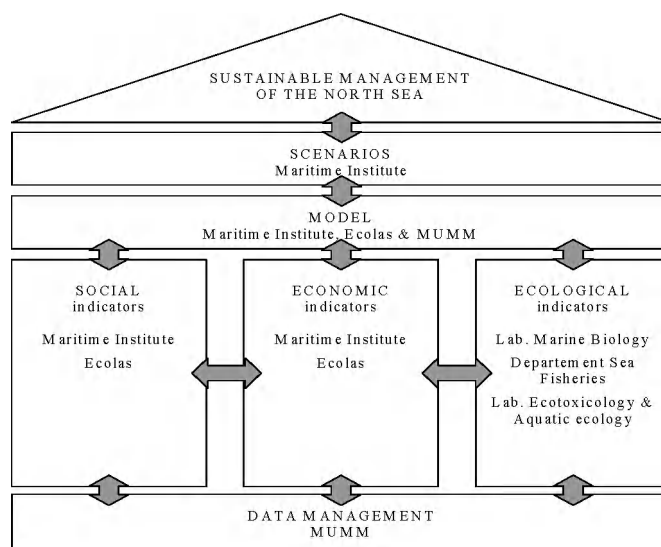 SUSTAINABLE MANAGEMENT
OF THE NORTH SEA
SCENARIOS
Maritime Institute
MODEL
Maritime Institute, Ecolas & MUMM
SOCIAL
indicators
Maritime Institute
Ecolas
ECONOMIC
indicators
Maritime Institute
Ecolas
ECOLOGICAL
indicators
Lab. Marine Biology
Departement Sea
Fisheries
Lab. Ecotoxicology &
Aquatic ecology
DATA MANAGEMENT
MUMM